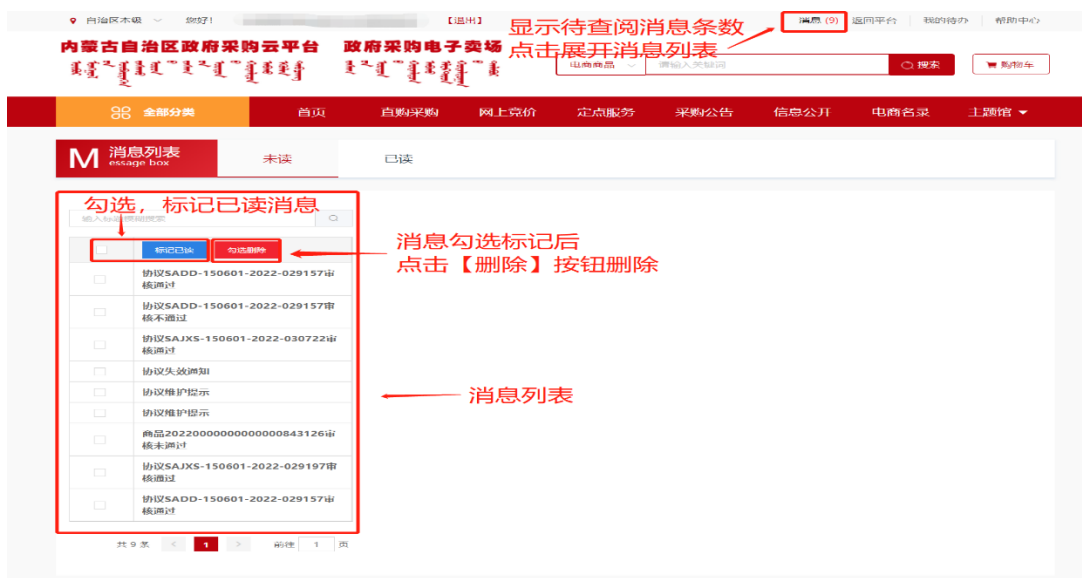 自治区本级 您好! 【退出】 消息 (9) 返回平台 我的待办 帮助中心
显示待查阅消息条数
点击展开消息列表
内蒙古自治区政府采购云平台 政府采购电子卖场
电商商品 请输入关键词 搜索 购物车
全部分类 首页 直购采购 网上竞价 定点服务 采购公告 信息公开 电商名录 主题馆
M 消息列表 未读 已读
essage box
勾选，标记已读消息
输入标题模糊搜索
标记已读 勾选删除
消息勾选标记后
点击【删除】按钮删除
协议SADD-150601-2022-029157审
核通过
协议SADD-150601-2022-029157审
核不通过
协议SAJXS-150601-2022-030722审
核通过
协议失效通知
协议维护提示
消息列表
协议维护提示
商品20220000000000000843126审
核未通过
协议SAJXS-150601-2022-029197审
核通过
协议SADD-150601-2022-029157审
核通过
共 9 条 < 1 > 前往 1 页